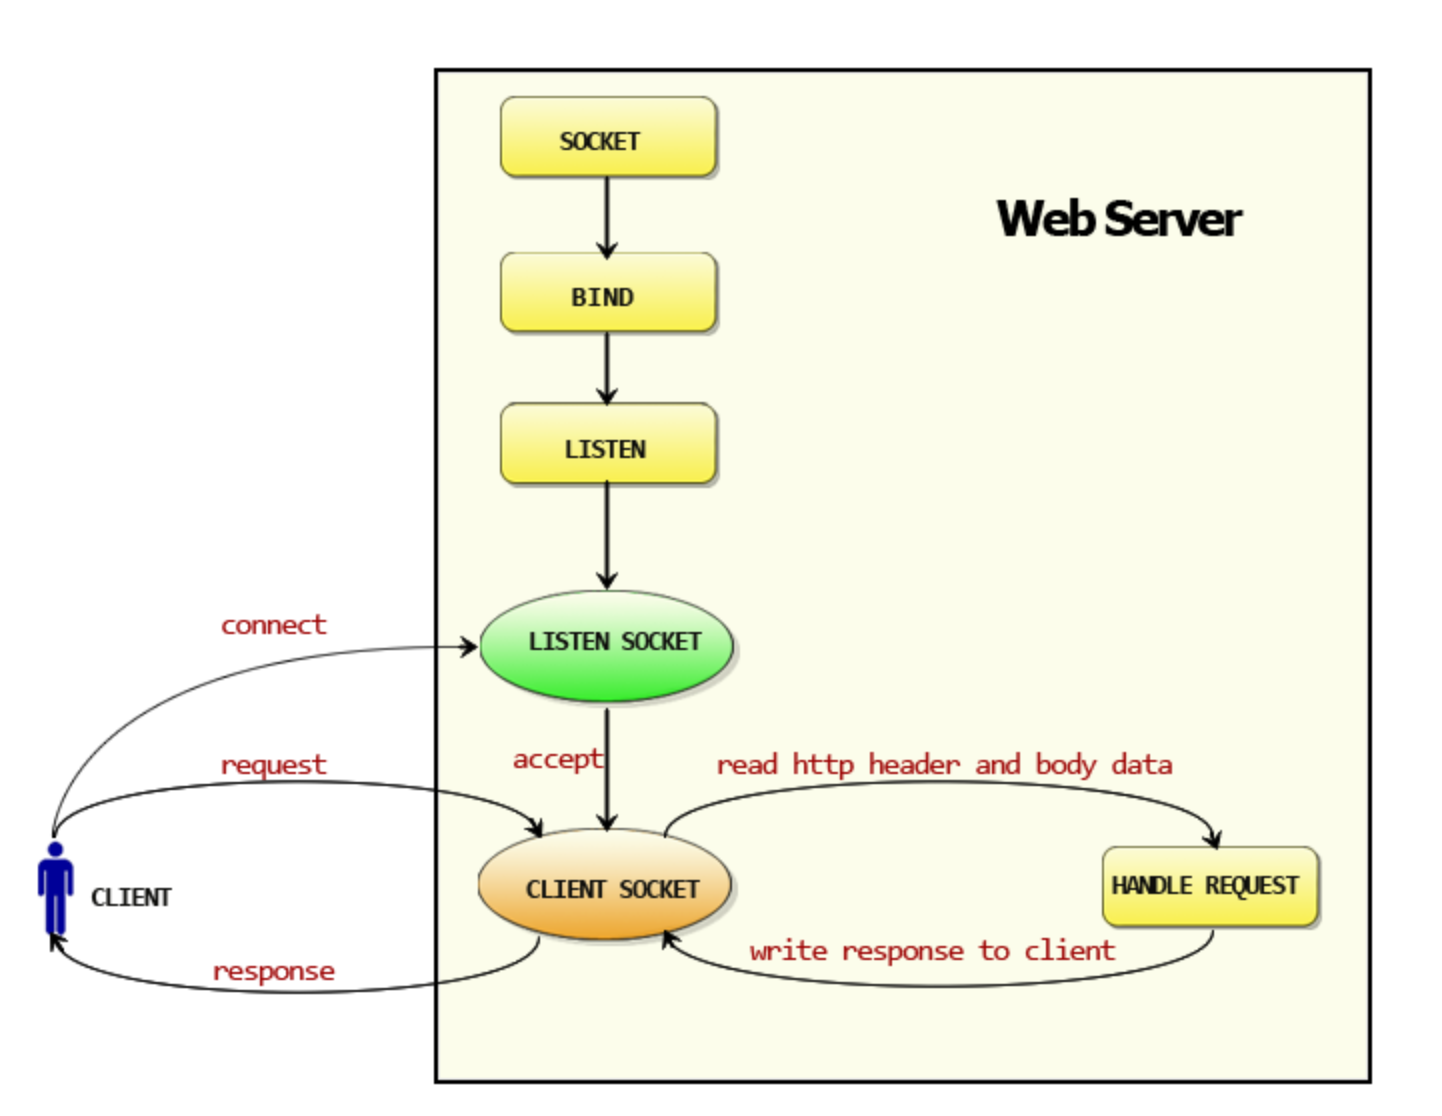 SOCKET
Web Server
BIND
LISTEN
connect
LISTEN SOCKET
request
accept
read http header and body data
CLIENT
CLIENT SOCKET
HANDLE REQUEST
response
write response to client